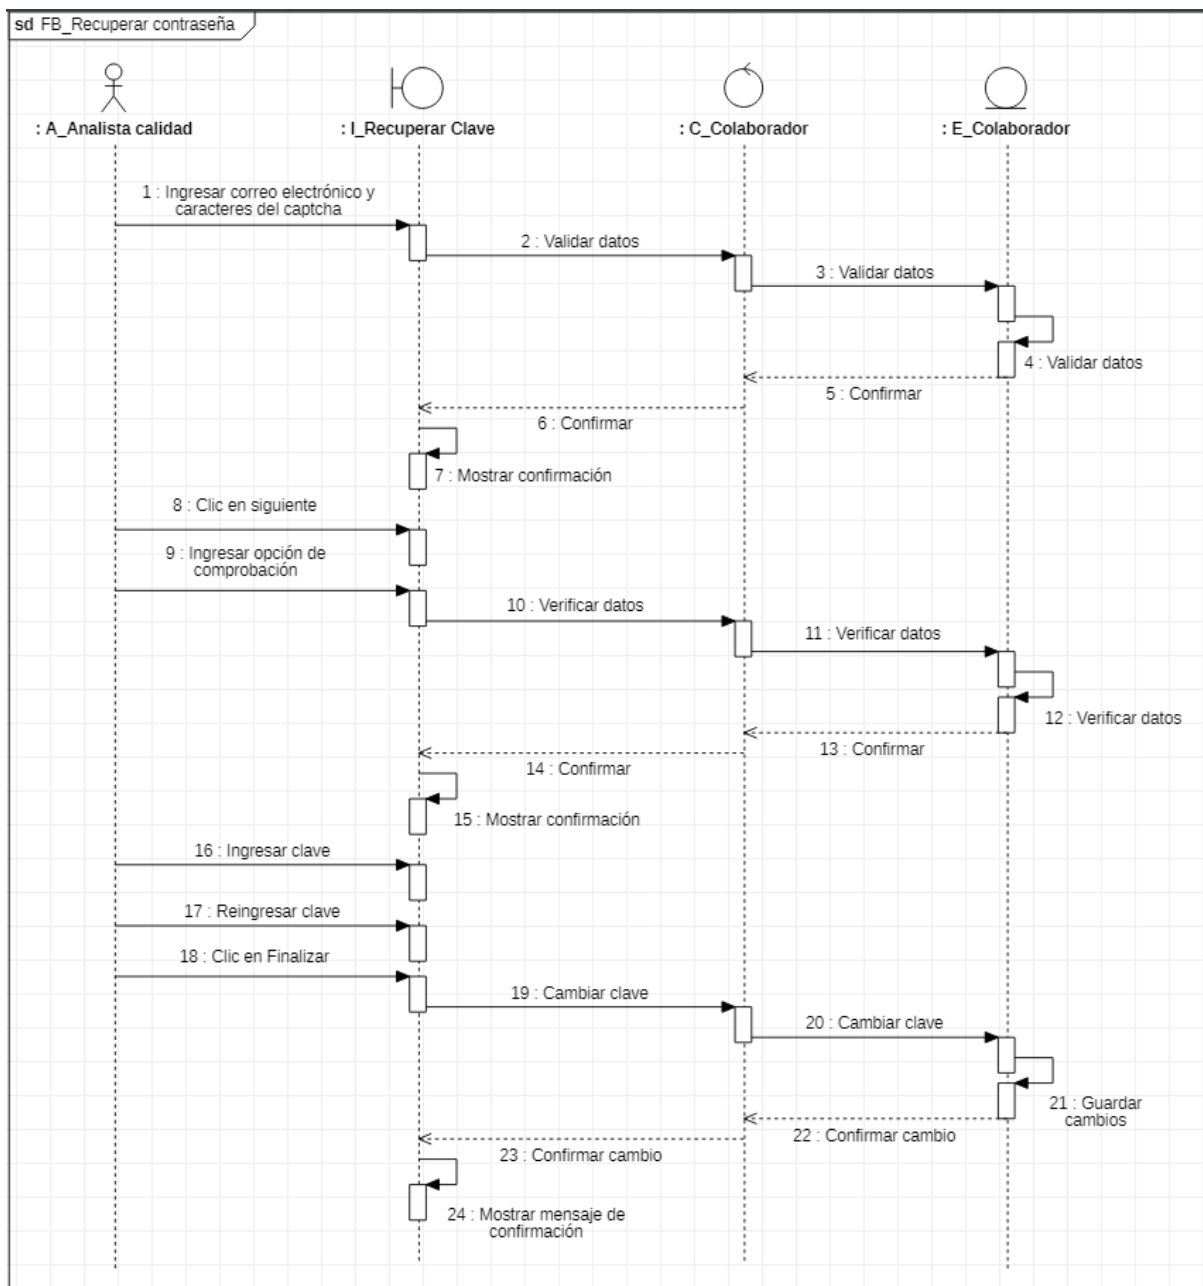 sd FB_Recuperar contraseña
: A_Analista calidad
: I_Recuperar Clave
: C_Colaborador
: E_Colaborador
1 : Ingresar correo electrónico y
caracteres del captcha
2 : Validar datos
3 : Validar datos
4 : Validar datos
5 : Confirmar
6 : Confirmar
7 : Mostrar confirmación
8 : Clic en siguiente
9 : Ingresar opción de
comprobación
10 : Verificar datos
11 : Verificar datos
12 : Verificar datos
13 : Confirmar
14 : Confirmar
15 : Mostrar confirmación
16 : Ingresar clave
17 : Reingresar clave
18 : Clic en Finalizar
19 : Cambiar clave
20 : Cambiar clave
21 : Guardar
cambios
22 : Confirmar cambio
23 : Confirmar cambio
24 : Mostrar mensaje de
confirmación